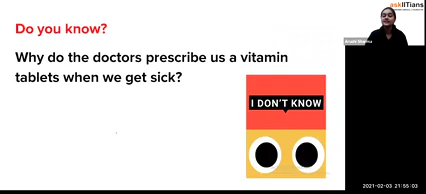 Do you know?
askIITians
Why do the doctors prescribe us a vitamin
tablets when we get sick?
I DON'T KNOW
2021-02-03 21:55:03